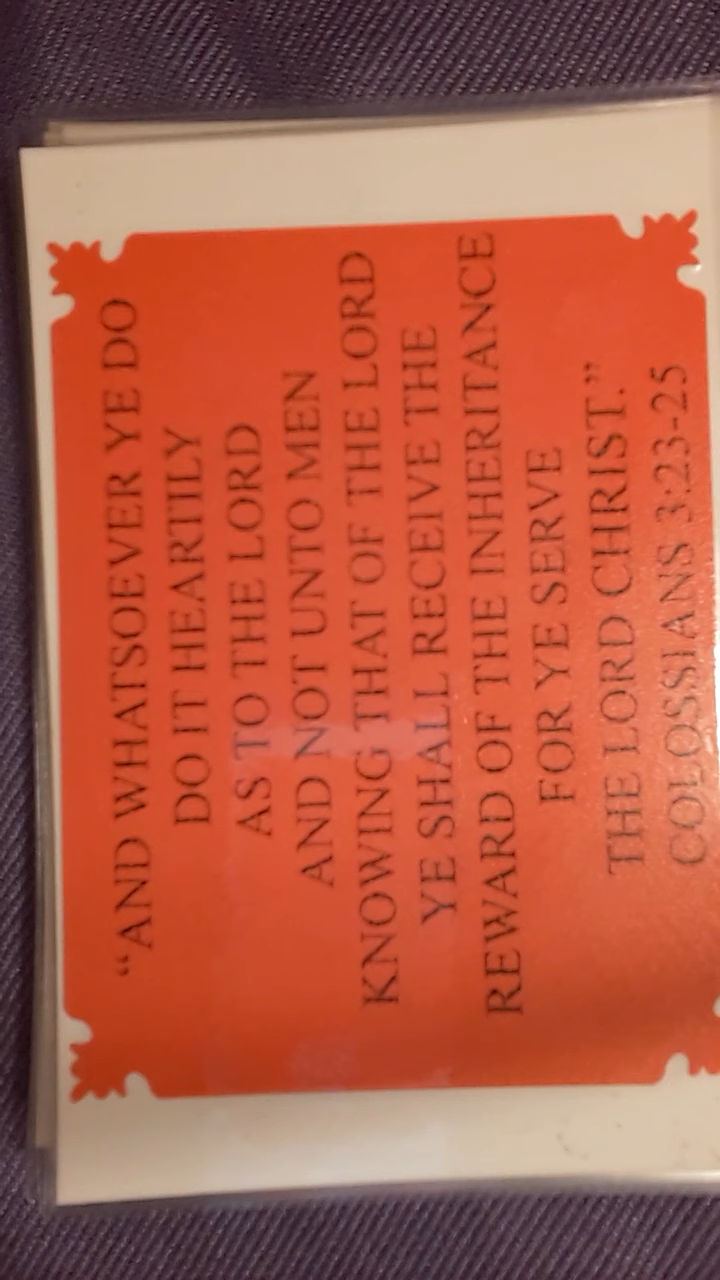 “AND WHATSOEVER YE DO
DO IT HEARTILY
AS TO THE LORD
AND NOT UNTO MEN
KNOWING THAT OF THE LORD
YE SHALL RECEIVE THE
REWARD OF THE INHERITANCE
FOR YE SERVE
THE LORD CHRIST.”
COLOSSIANS 3:23-25